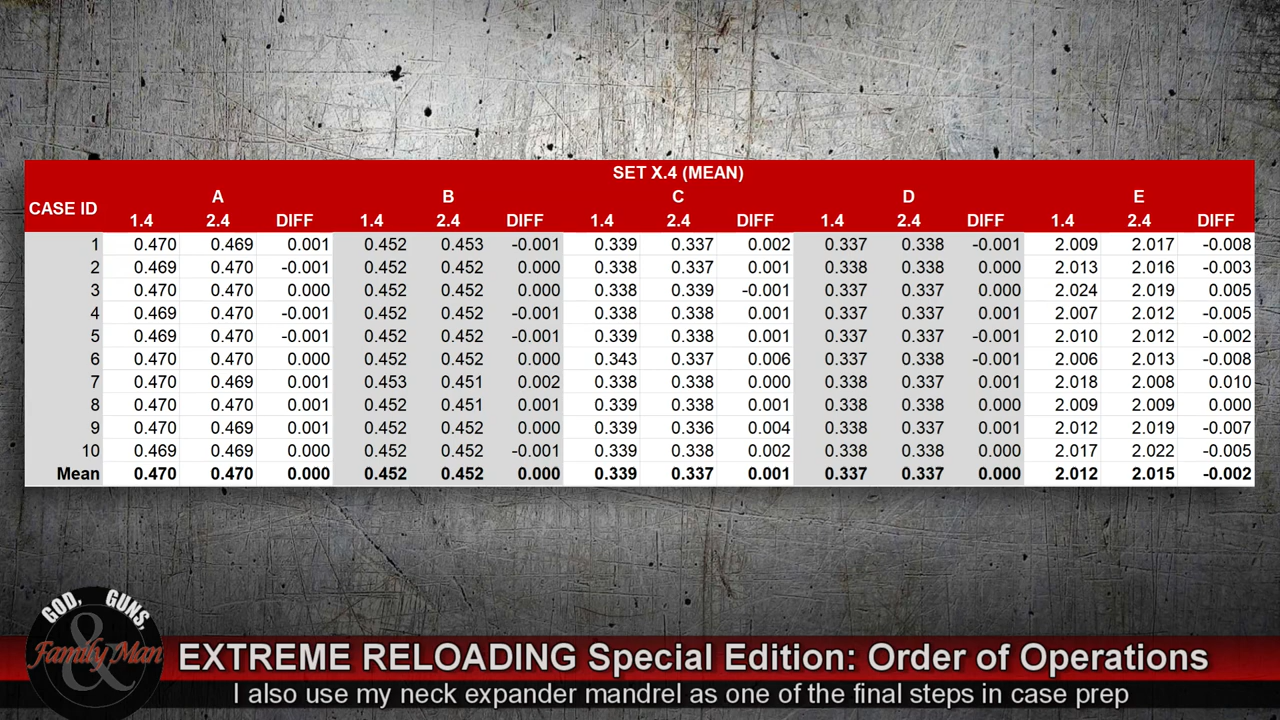 SET X.4 (MEAN)
CASE ID A B C D E
1.4 2.4 DIFF 1.4 2.4 DIFF 1.4 2.4 DIFF 1.4 2.4 DIFF 1.4 2.4 DIFF
1 0.470 0.469 0.001 0.452 0.453 -0.001 0.339 0.337 0.002 0.337 0.338 -0.001 2.009 2.017 -0.008
2 0.469 0.470 -0.001 0.452 0.452 0.000 0.338 0.337 0.001 0.338 0.338 0.000 2.013 2.016 -0.003
3 0.470 0.470 0.000 0.452 0.452 0.000 0.338 0.339 -0.001 0.337 0.337 0.000 2.024 2.019 0.005
4 0.469 0.470 -0.001 0.452 0.452 -0.001 0.338 0.338 0.001 0.337 0.337 0.000 2.007 2.012 -0.005
5 0.469 0.470 -0.001 0.452 0.452 -0.001 0.339 0.338 0.001 0.337 0.337 -0.001 2.010 2.012 -0.002
6 0.470 0.470 0.000 0.452 0.452 0.000 0.343 0.337 0.006 0.337 0.338 -0.001 2.006 2.013 -0.008
7 0.470 0.469 0.001 0.453 0.451 0.002 0.338 0.338 0.000 0.338 0.337 0.001 2.018 2.008 0.010
8 0.470 0.470 0.001 0.452 0.451 0.001 0.339 0.338 0.001 0.338 0.338 0.000 2.009 2.009 0.000
9 0.470 0.469 0.001 0.452 0.452 0.000 0.339 0.336 0.004 0.338 0.337 0.001 2.012 2.019 -0.007
10 0.469 0.469 0.000 0.452 0.452 -0.001 0.339 0.338 0.002 0.338 0.338 0.000 2.017 2.022 -0.005
Mean 0.470 0.470 0.000 0.452 0.452 0.000 0.339 0.337 0.001 0.337 0.337 0.000 2.012 2.015 -0.002
GOD, GUNS,
&
Family Man
EXTREME RELOADING Special Edition: Order of Operations
I also use my neck expander mandrel as one of the final steps in case prep